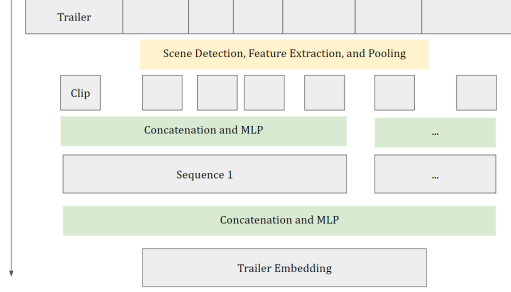 Trailer
Scene Detection, Feature Extraction, and Pooling
Clip
Concatenation and MLP
...
Sequence 1
...
Concatenation and MLP
Trailer Embedding